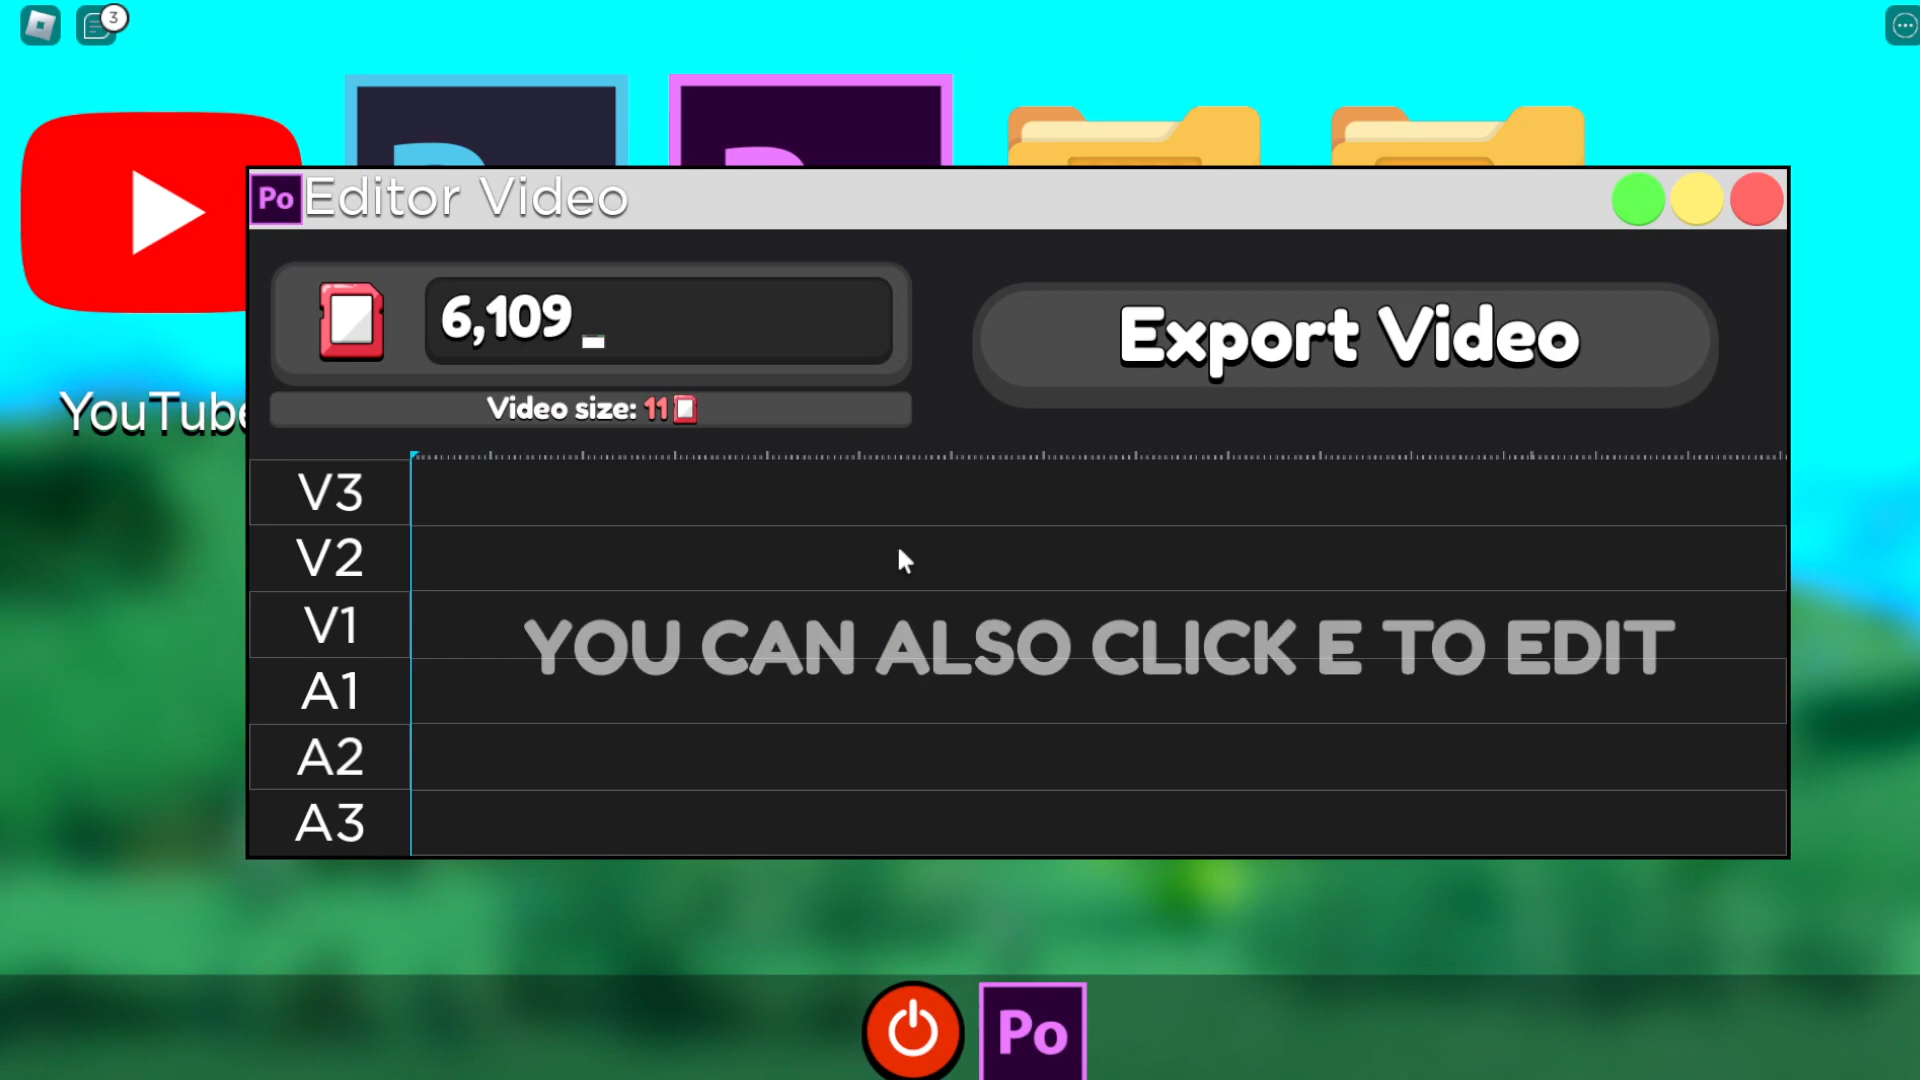 3
Po Editor Video
6,109
Export Video
YouTube
Video size: 11
V3
V2
V1
YOU CAN ALSO CLICK E TO EDIT
A1
A2
A3
Po